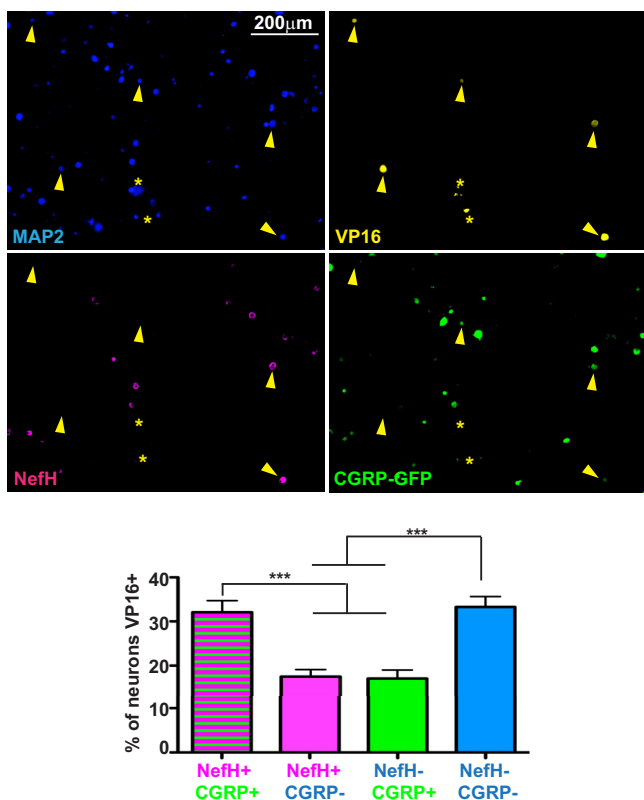 200μm
MAP2
VP16
NefH
CGRP-GFP
*
*
*
*
*
*
*
*
***
***
% of neurons VP16+
40
30
20
10
0
NefH+ NefH+ NefH- NefH-
CGRP+ CGRP- CGRP+ CGRP-